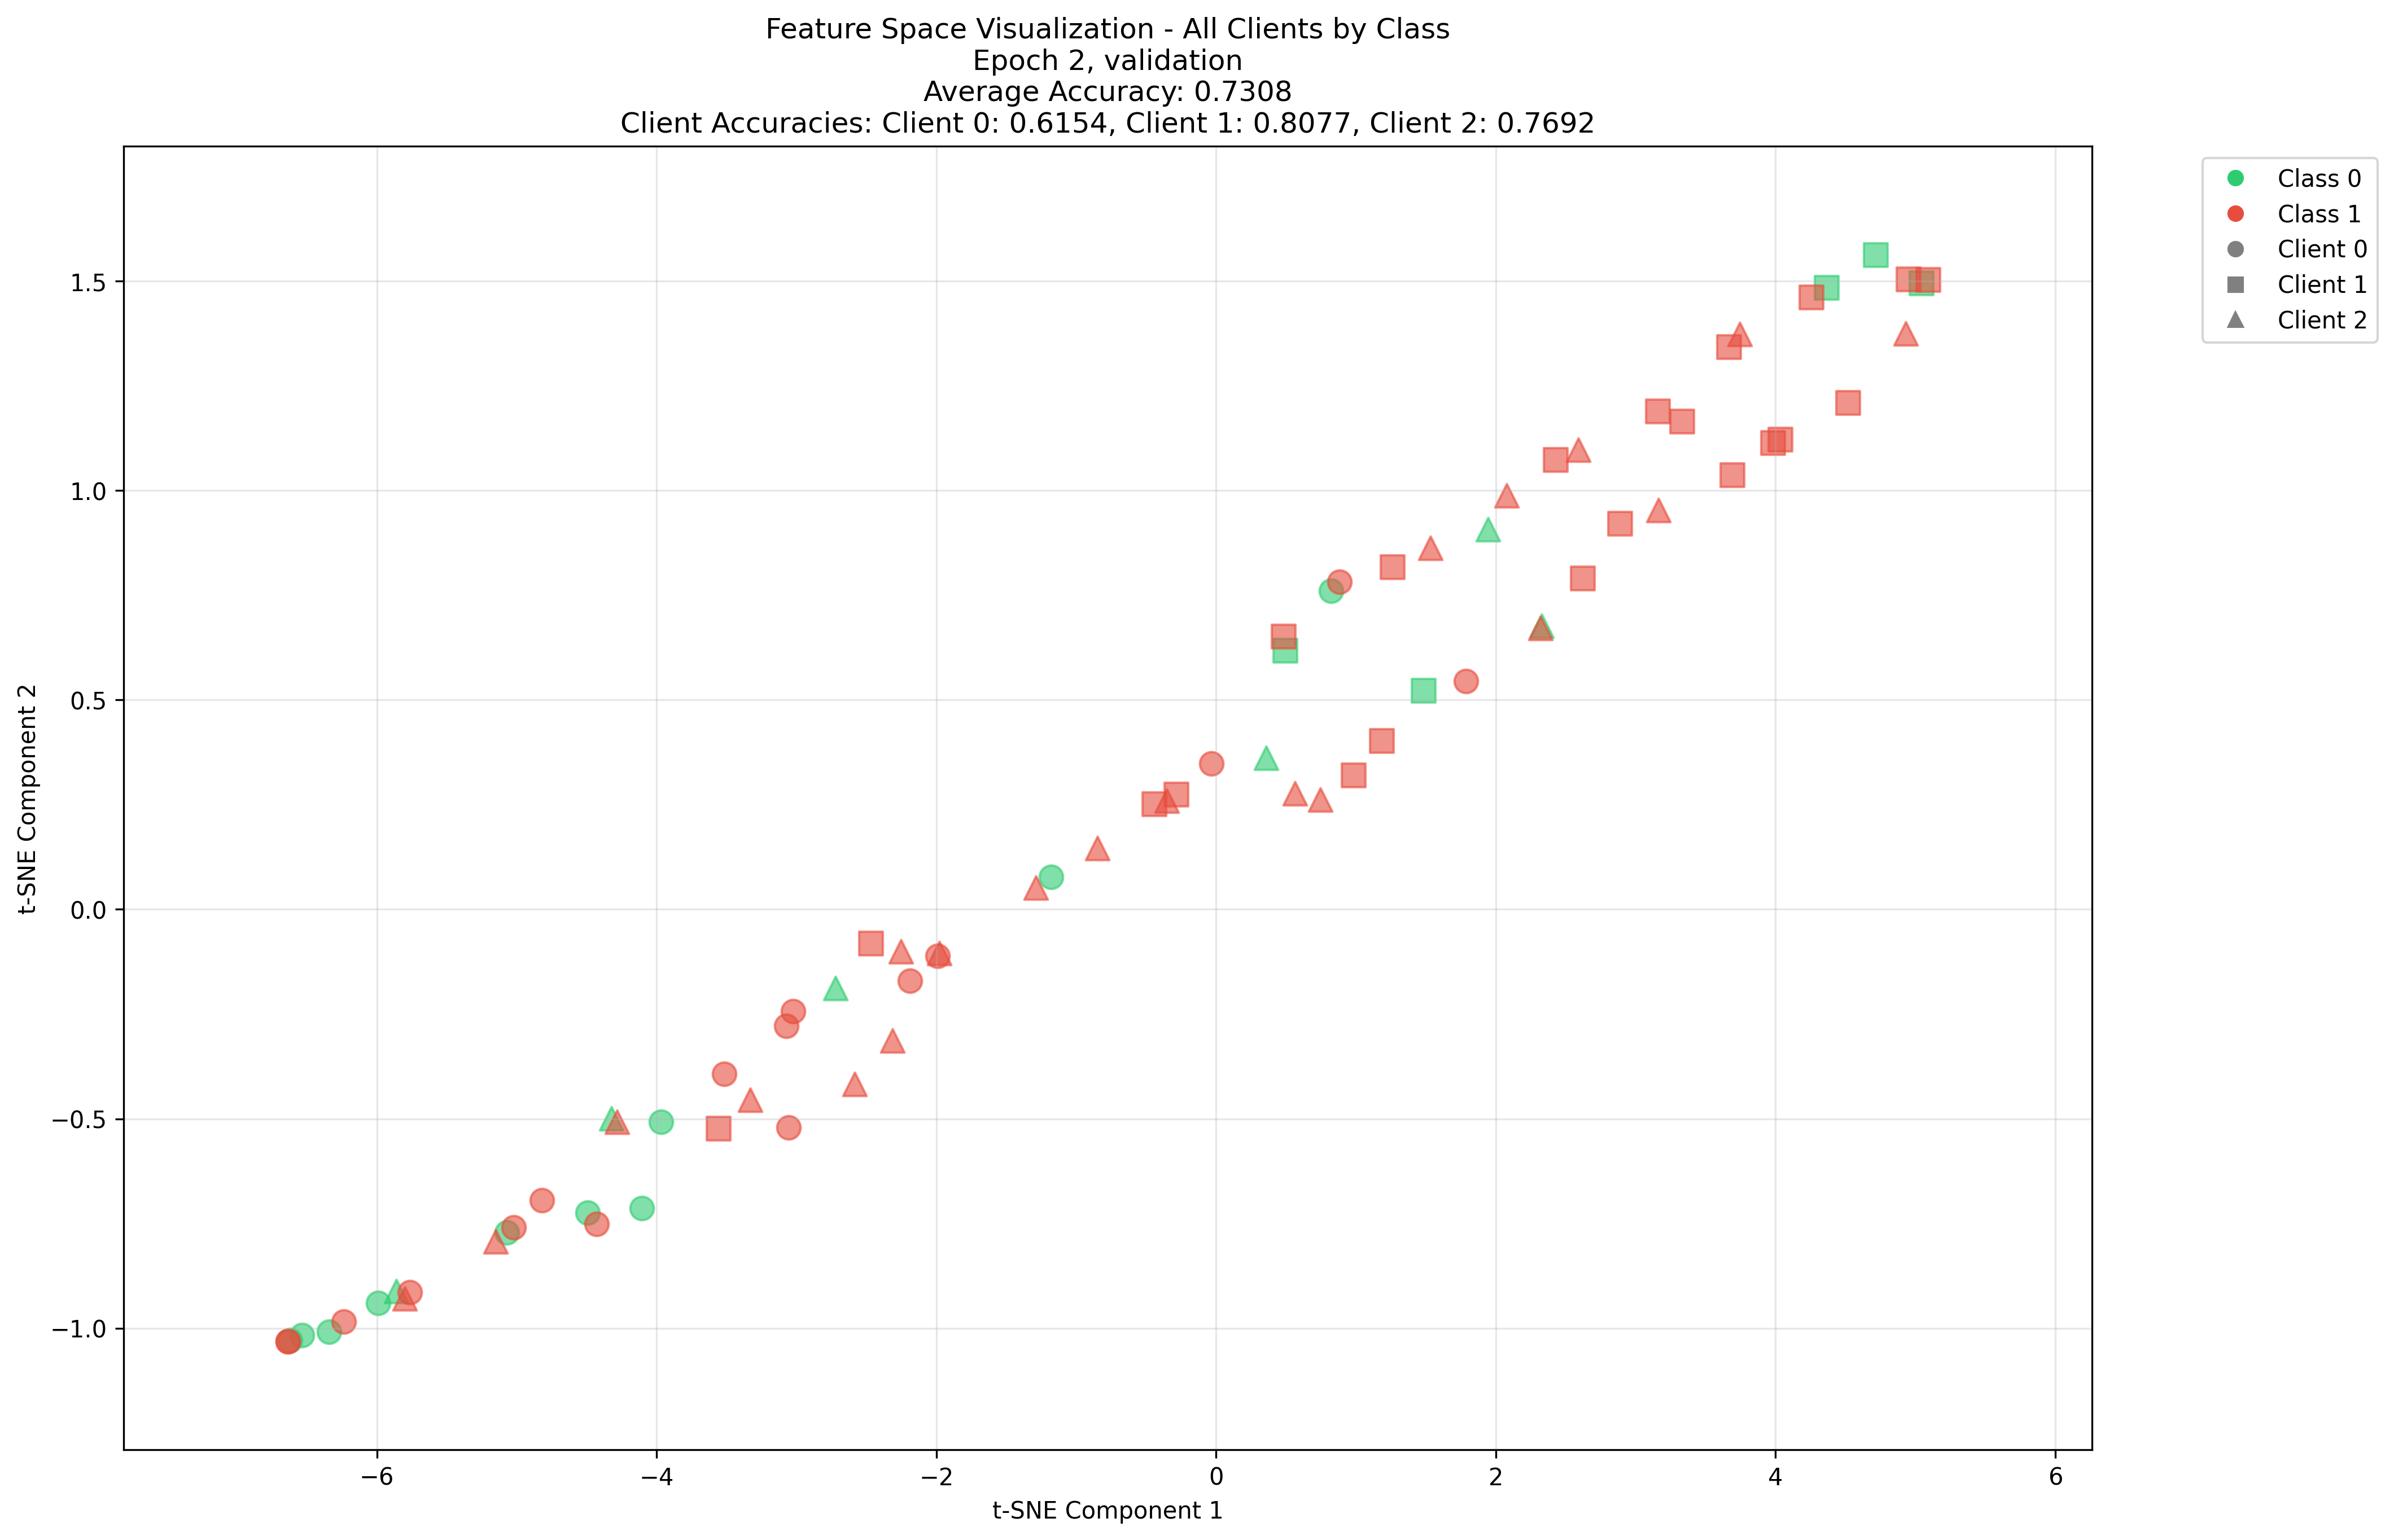 Feature Space Visualization - All Clients by Class
Epoch 2, validation
Average Accuracy: 0.7308
Client Accuracies: Client 0: 0.6154, Client 1: 0.8077, Client 2: 0.7692
Class 0
Class 1
Client 0
Client 1
Client 2
t-SNE Component 2
1.5
1.0
0.5
0.0
−0.5
−1.0
−6 −4 −2 0 2 4 6
t-SNE Component 1